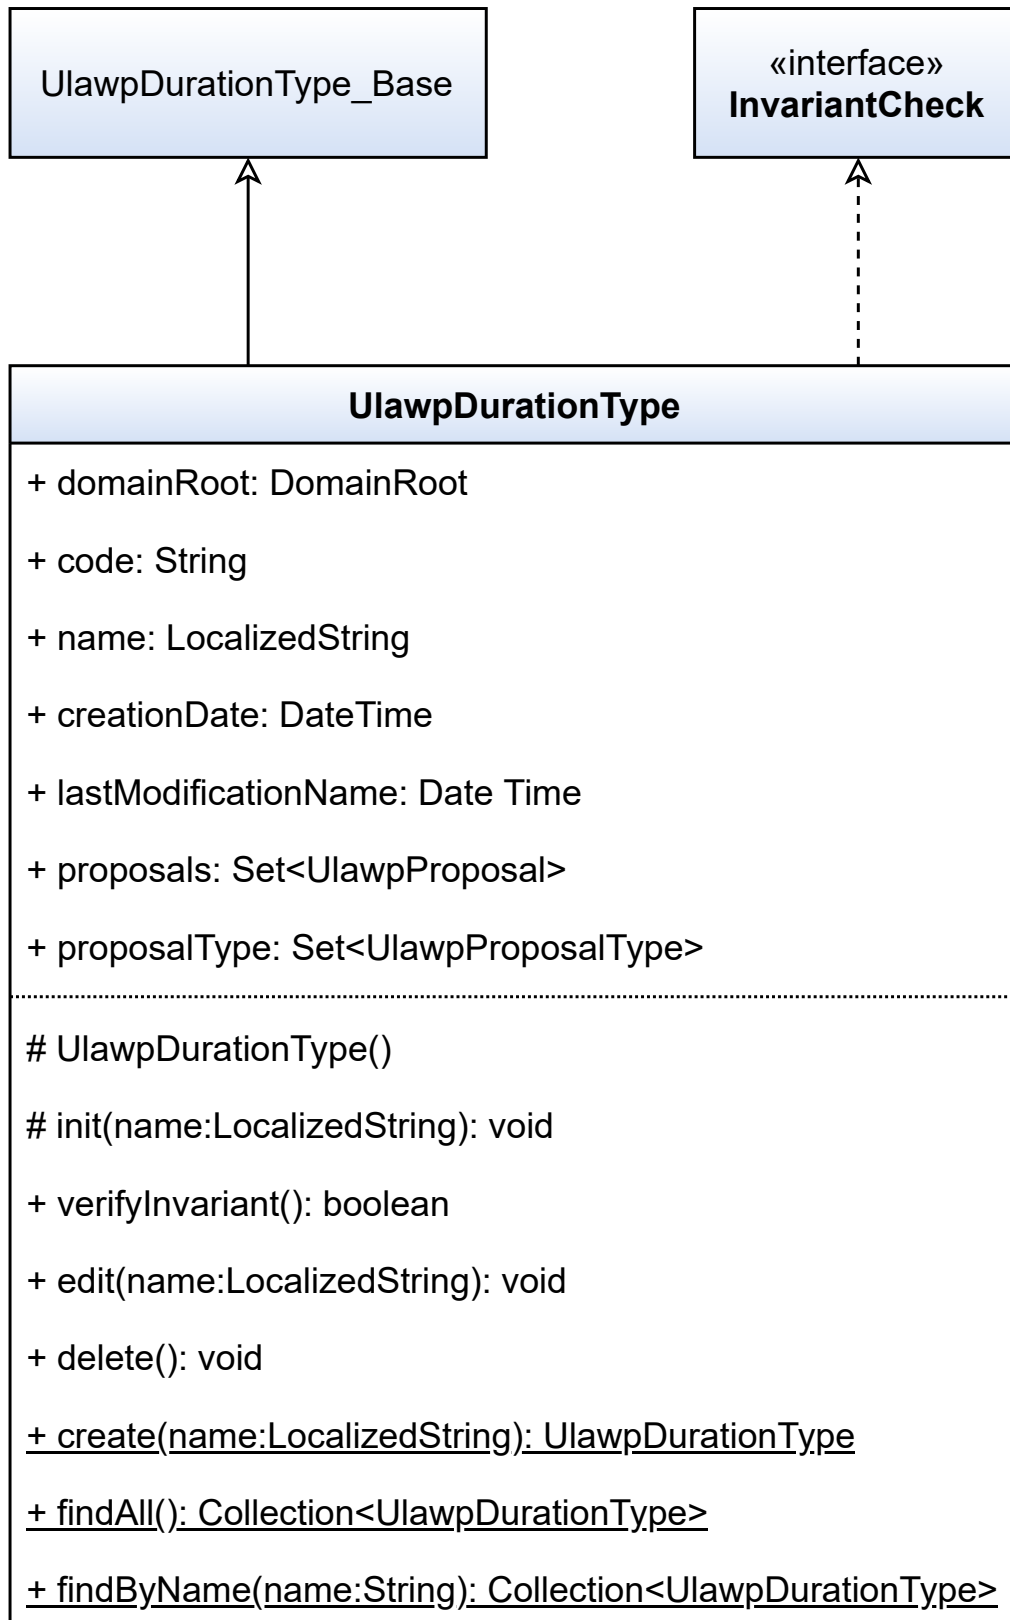 UlawpDurationType_Base
«interface»
InvariantCheck
UlawpDurationType
+ domainRoot: DomainRoot
+ code: String
+ name: LocalizedString
+ creationDate: DateTime
+ lastModificationName: Date Time
+ proposals: Set<UlawpProposal>
+ proposalType: Set<UlawpProposalType>
# UlawpDurationType()
# init(name:LocalizedString): void
+ verifyInvariant(): boolean
+ edit(name:LocalizedString): void
+ delete(): void
+ create(name:LocalizedString): UlawpDurationType
+ findAll(): Collection<UlawpDurationType>
+ findByName(name:String): Collection<UlawpDurationType>